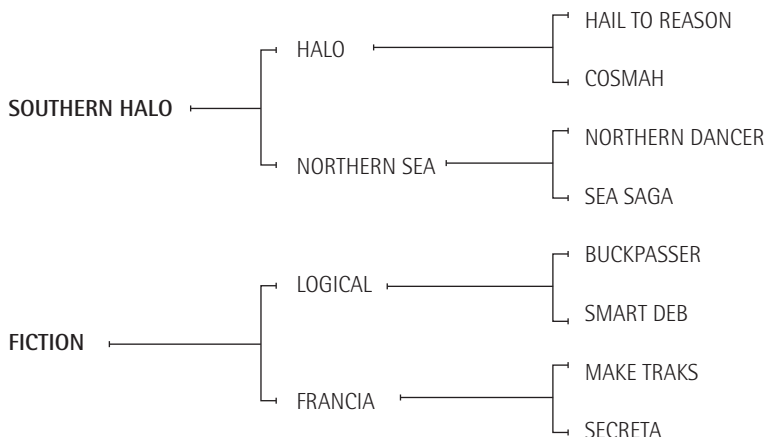 HAIL TO REASON
HALO
COSMAH
SOUTHERN HALO
NORTHERN DANCER
NORTHERN SEA
SEA SAGA
BUCKPASSER
LOGICAL
SMART DEB
FICTION
MAKE TRAKS
FRANCIA
SECRETA